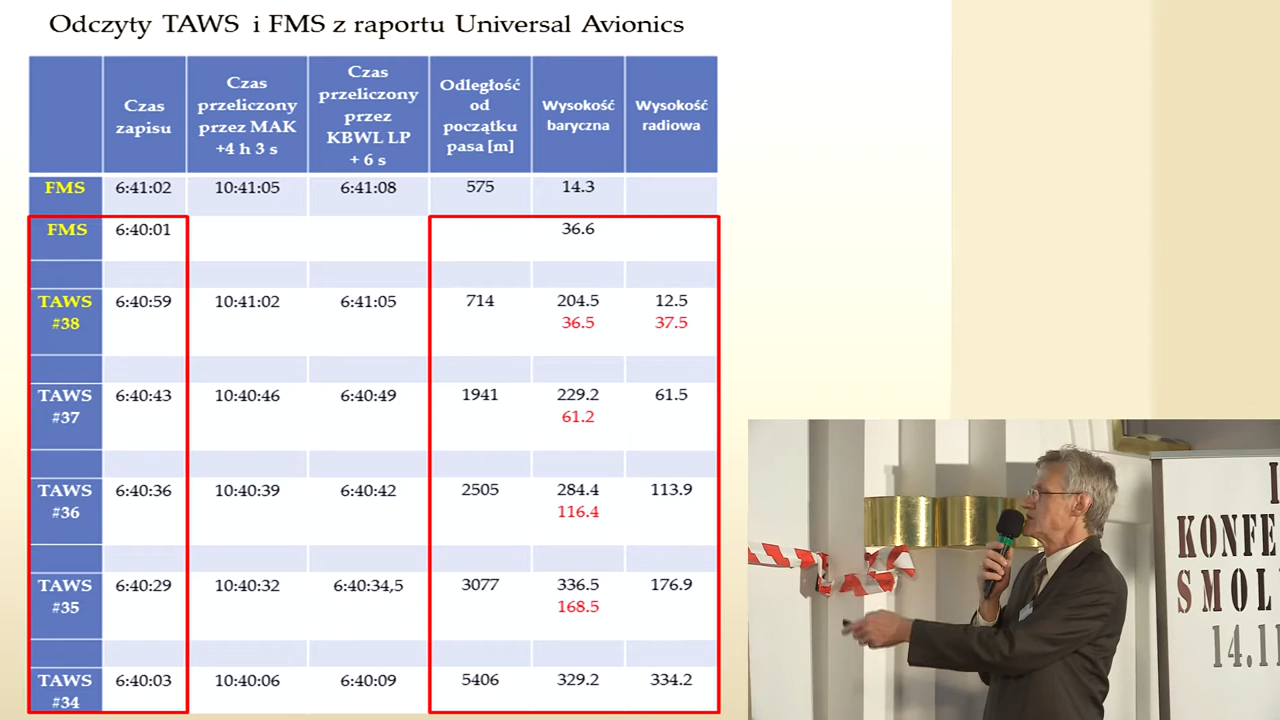 Odczyty TAWS i FMS z raportu Universal Avionics
Czas zapisu
Czas przeliczony przez MAK +4 h 3 s
Czas przeliczony przez KBWL LP + 6 s
Odległość od początku pasa [m]
Wysokość baryczna
Wysokość radiowa
FMS 6:41:02 10:41:05 6:41:08 575 14.3
FMS 6:40:01 36.6
TAWS 6:40:59 10:41:02 6:41:05 714 204.5 12.5
#38 36.5 37.5
TAWS 6:40:43 10:40:46 6:40:49 1941 229.2 61.5
#37 61.2
TAWS 6:40:36 10:40:39 6:40:42 2505 284.4 113.9
#36 116.4
TAWS 6:40:29 10:40:32 6:40:34,5 3077 336.5 176.9
#35 168.5
TAWS 6:40:03 10:40:06 6:40:09 5406 329.2 334.2
#34
KONFE
SMOL
14.11